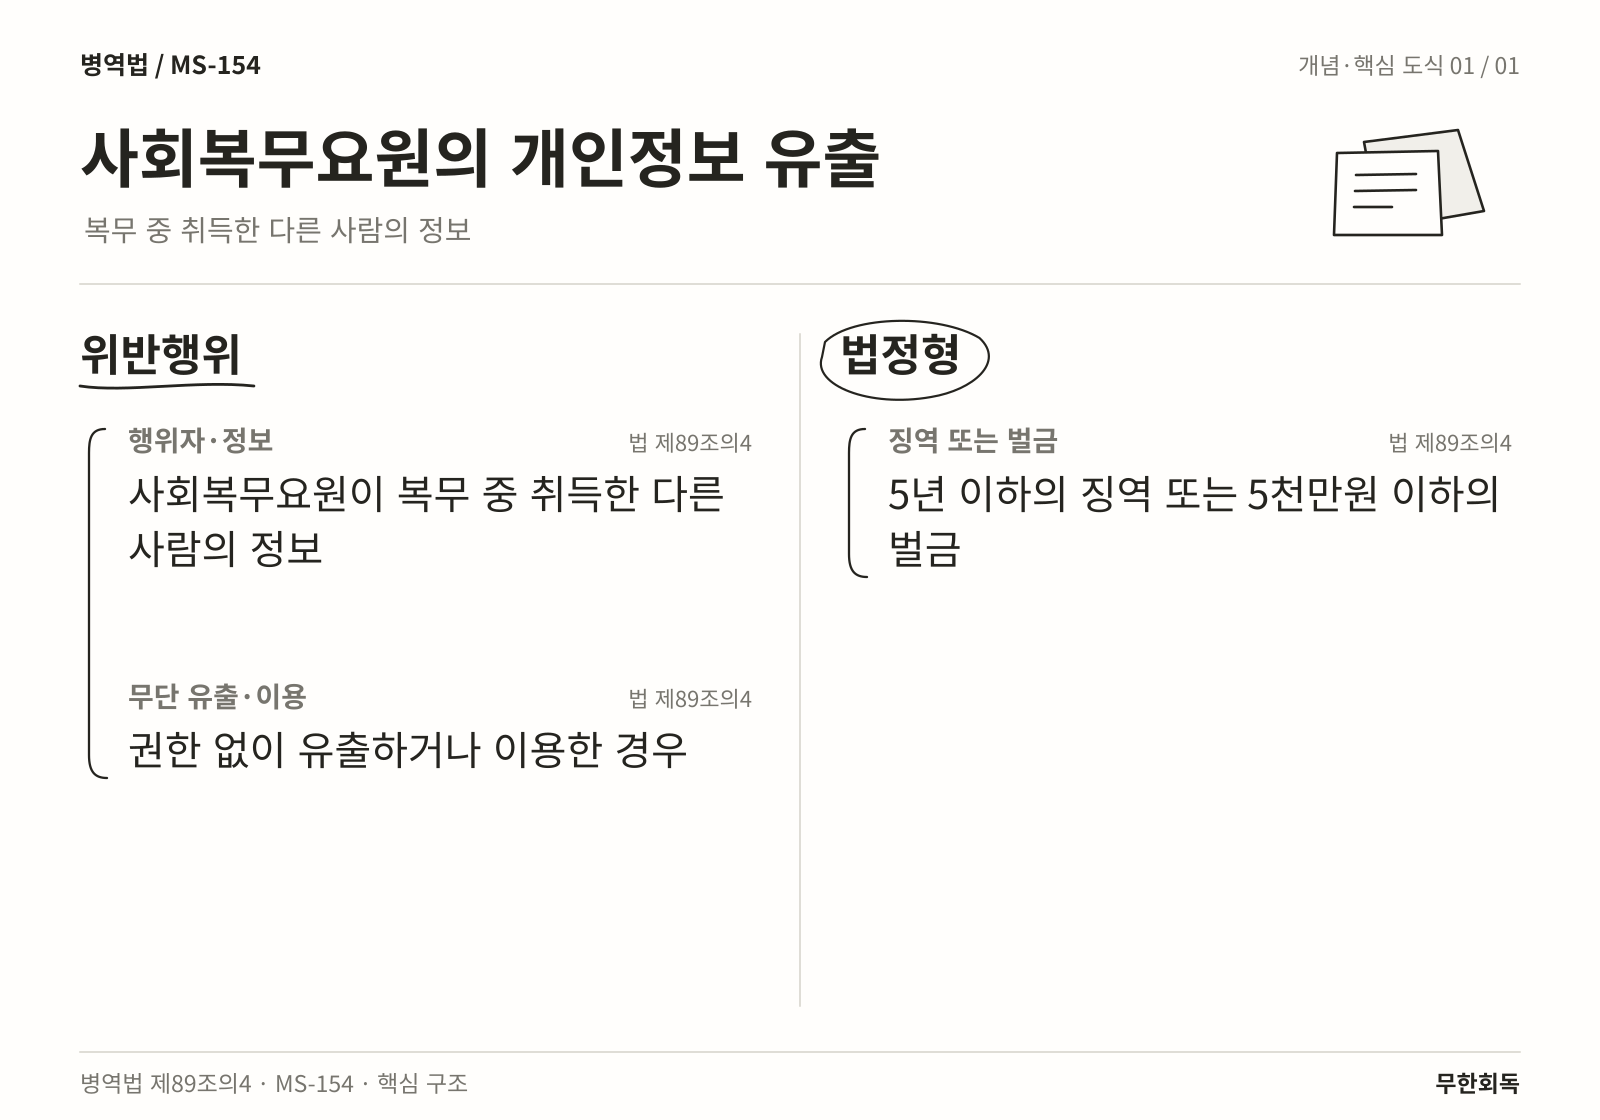 병역법 / MS-154
개념·핵심 도식 01 / 01
사회복무요원의 개인정보 유출
복무 중 취득한 다른 사람의 정보
위반행위
행위자·정보
법 제89조의4
사회복무요원이 복무 중 취득한 다른
사람의 정보
무단 유출·이용
법 제89조의4
권한 없이 유출하거나 이용한 경우
법정형
징역 또는 벌금
법 제89조의4
5년 이하의 징역 또는 5천만원 이하의
벌금
병역법 제89조의4 · MS-154 · 핵심 구조
무한회독